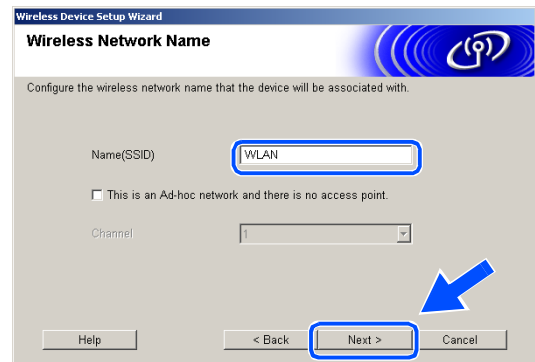 Wireless Device Setup Wizard
Wireless Network Name
Configure the wireless network name that the device will be associated with.
Name(SSID) WLAN
This is an Ad-hoc network and there is no access point.
Channel 1
Help < Back Next > Cancel